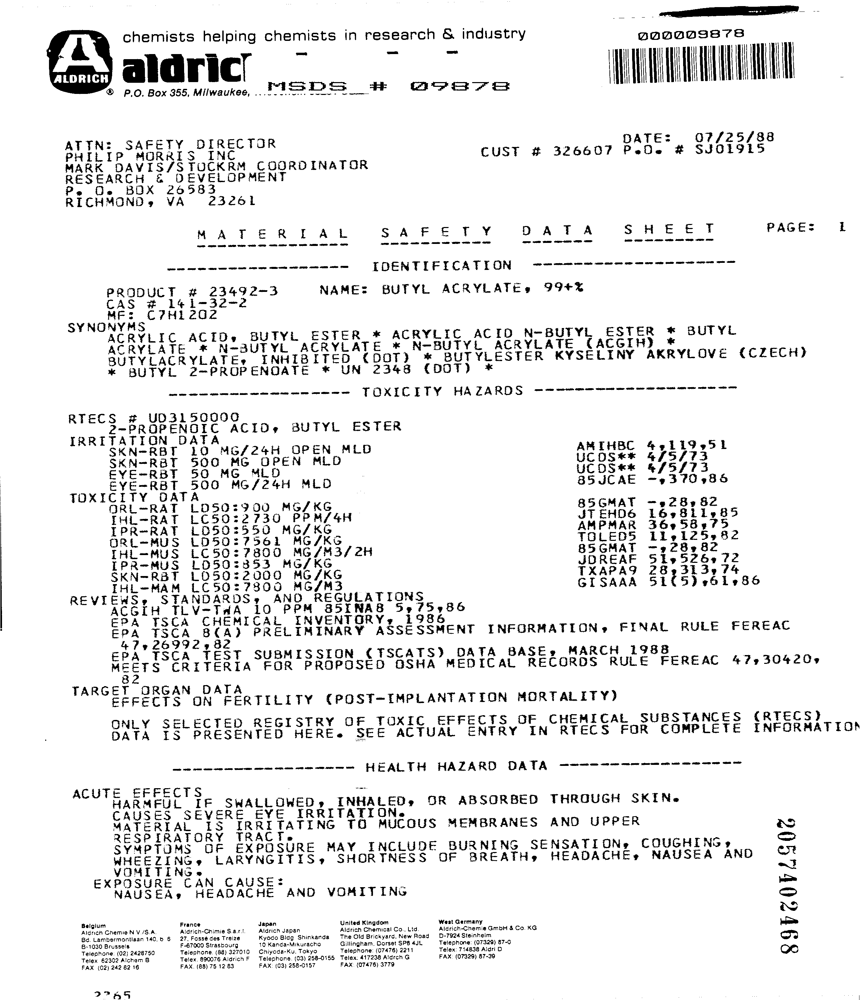 chemists helping chemists in research & industry
000009878
ALDRICH
aldric
P.O. Box 355, Milwaukee,
MSDS # 09878
ATTN: SAFETY DIRECTOR
PHILIP MORRIS INC
MARK DAVIS/STOCKRM COORDINATOR
RESEARCH & DEVELOPMENT
P. O. BOX 26583
RICHMOND, VA 23261
DATE: 07/25/88
CUST # 326607 P.O. # SJ01915
MATERIAL SAFETY DATA SHEET PAGE: 1
------------------ IDENTIFICATION ------------------
PRODUCT # 23492-3 NAME: BUTYL ACRYLATE, 99+%
CAS # 141-32-2
MF: C7H12O2
SYNONYMS
ACRYLIC ACID, BUTYL ESTER * ACRYLIC ACID N-BUTYL ESTER * BUTYL
ACRYLATE * N-BUTYL ACRYLATE * N-BUTYL ACRYLATE (ACGIH) *
BUTYLACRYLATE, INHIBITED (DOT) * BUTYLESTER KYSELINY AKRYLOVE (CZECH)
* BUTYL 2-PROPENOATE * UN 2348 (DOT) *
------------------ TOXICITY HAZARDS ------------------
RTECS # UD3150000
2-PROPENOIC ACID, BUTYL ESTER
IRRITATION DATA
SKN-RBT 10 MG/24H OPEN MLD AMIHBC 4,119,51
SKN-RBT 500 MG OPEN MLD UCDS** 4/5/73
EYE-RBT 50 MG MLD UCDS** 4/5/73
EYE-RBT 500 MG/24H MLD 85JCAE -,370,86
TOXICITY DATA
ORL-RAT LD50:900 MG/KG 85GMAT -,28,82
IHL-RAT LC50:2730 PPM/4H JTEHD6 16,811,85
IPR-RAT LD50:550 MG/KG AMPMAR 36,58,75
ORL-MUS LD50:7561 MG/KG TOLED5 11,125,82
IHL-MUS LC50:7800 MG/M3/2H 85GMAT -,28,82
IPR-MUS LD50:853 MG/KG JDREAF 51,526,72
SKN-RBT LD50:2000 MG/KG TXAPA9 28,313,74
IHL-MAM LC50:7800 MG/M3 GISAAA 51(5),61,86
REVIEWS, STANDARDS, AND REGULATIONS
ACGIH TLV-TWA 10 PPM 85INA8 5,75,86
EPA TSCA CHEMICAL INVENTORY, 1986
EPA TSCA 8(A) PRELIMINARY ASSESSMENT INFORMATION, FINAL RULE FEREAC
47,26992,82
EPA TSCA TEST SUBMISSION (TSCATS) DATA BASE, MARCH 1988
MEETS CRITERIA FOR PROPOSED OSHA MEDICAL RECORDS RULE FEREAC 47,30420,
82
TARGET ORGAN DATA
EFFECTS ON FERTILITY (POST-IMPLANTATION MORTALITY)
ONLY SELECTED REGISTRY OF TOXIC EFFECTS OF CHEMICAL SUBSTANCES (RTECS)
DATA IS PRESENTED HERE. SEE ACTUAL ENTRY IN RTECS FOR COMPLETE INFORMATION
------------------ HEALTH HAZARD DATA ------------------
ACUTE EFFECTS
HARMFUL IF SWALLOWED, INHALED, OR ABSORBED THROUGH SKIN.
CAUSES SEVERE EYE IRRITATION.
MATERIAL IS IRRITATING TO MUCOUS MEMBRANES AND UPPER
RESPIRATORY TRACT.
SYMPTOMS OF EXPOSURE MAY INCLUDE BURNING SENSATION, COUGHING,
WHEEZING, LARYNGITIS, SHORTNESS OF BREATH, HEADACHE, NAUSEA AND
VOMITING.
EXPOSURE CAN CAUSE:
NAUSEA, HEADACHE AND VOMITING
2057402468
Belgium
Aldrich Chemie N.V./S.A.
Bd. Lambermontlaan 140, b 6
B-1030 Brussels
Telephone: (02) 2428750
Telex: 62302 Alchem B
FAX (02) 242 82 16
France
Aldrich-Chimie S.a.r.l.
27, Fosse des Treize
F-67000 Strasbourg
Telephone: (88) 327010
Telex: 890076 Aldrich F
FAX: (88) 75 12 83
Japan
Aldrich Japan
Kyodo Bldg. Shinkanda
10 Kanda-Mikuracho
Chiyoda-Ku, Tokyo
Telephone: (03) 258-0155
FAX: (03) 258-0157
United Kingdom
Aldrich Chemical Co., Ltd.
The Old Brickyard, New Road
Gillingham, Dorset SP8 4JL
Telephone: (07476) 2211
Telex: 417238 Aldrch G
FAX: (07476) 3779
West Germany
Aldrich-Chemie GmbH & Co. KG
D-7924 Steinheim
Telephone: (07329) 87-0
Telex: 714838 Aldri D
FAX: (07329) 87-39
2265